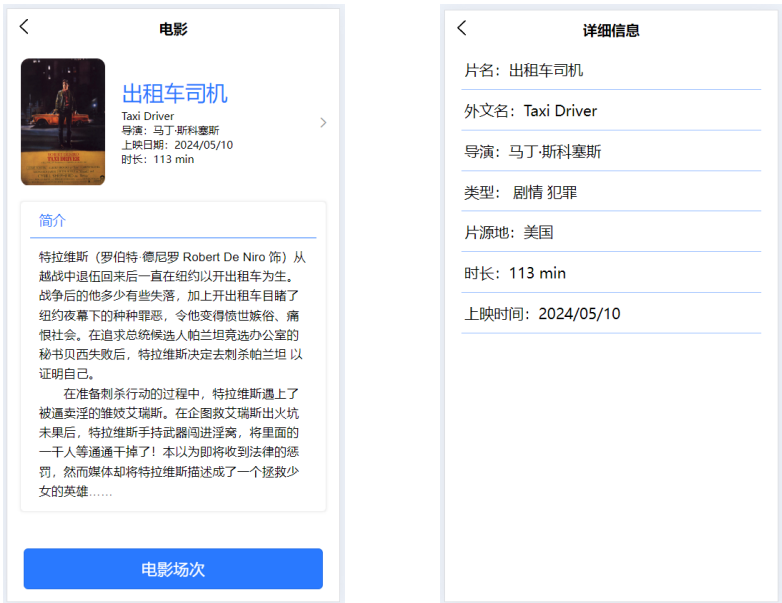 电影
出租车司机
Taxi Driver
导演：马丁·斯科塞斯
上映日期：2024/05/10
时长：113 min
TAXI DRIVER
简介
特拉维斯（罗伯特·德尼罗 Robert De Niro 饰）从
越战中退伍回来后一直在纽约以开出租车为生。
战争后的他多少有些失落，加上开出租车目睹了
纽约夜幕下的种种罪恶，令他变得愤世嫉俗、痛
恨社会。在追求总统候选人帕兰坦竞选办公室的
秘书贝西失败后，特拉维斯决定去刺杀帕兰坦 以
证明自己。
在准备刺杀行动的过程中，特拉维斯遇上了
被逼卖淫的雏妓艾瑞斯。在企图救艾瑞斯出火坑
未果后，特拉维斯手持武器闯进淫窝，将里面的
一干人等通通干掉了！本以为即将收到法律的惩
罚，然而媒体却将特拉维斯描述成了一个拯救少
女的英雄……
电影场次
详细信息
片名：出租车司机
外文名：Taxi Driver
导演：马丁·斯科塞斯
类型： 剧情 犯罪
片源地：美国
时长：113 min
上映时间：2024/05/10